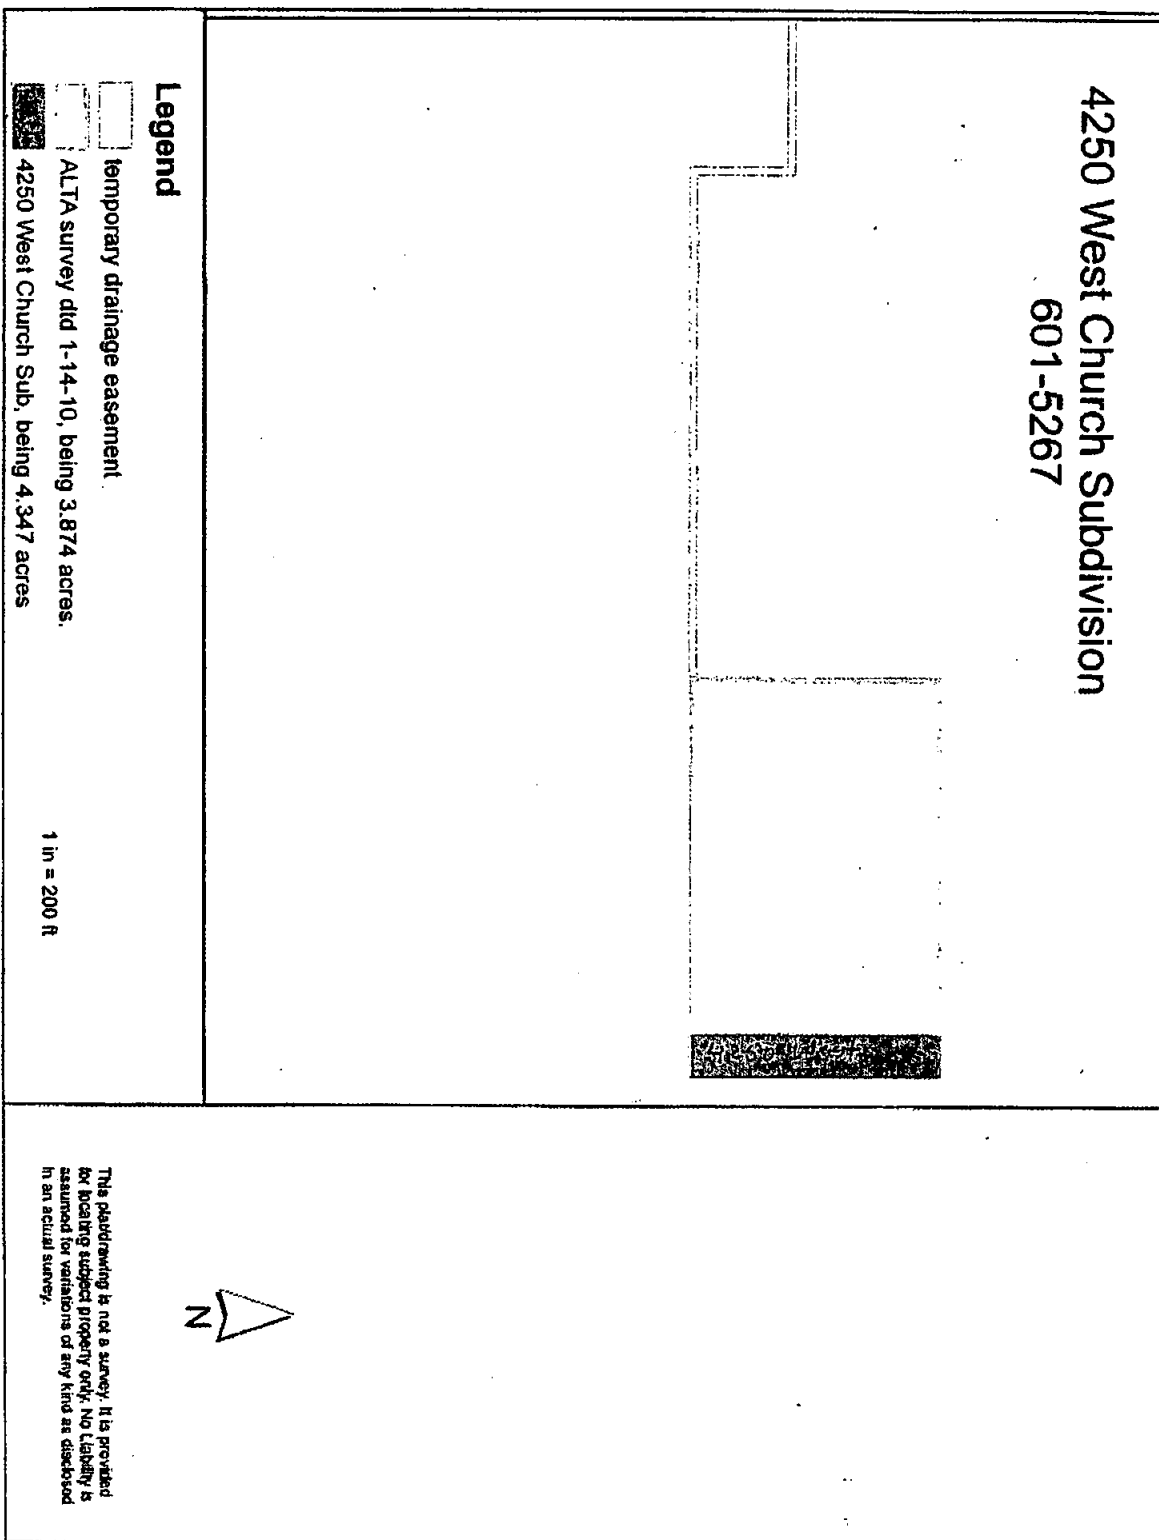 4250 West Church Subdivision
601-5267
Legend
temporary drainage easement
ALTA survey dtd 1-14-10, being 3.874 acres.
4250 West Church Sub, being 4.347 acres
1 in = 200 ft
N
This plat/drawing is not a survey. It is provided
for locating subject property only. No Liability is
assumed for variations of any kind as disclosed
in an actual survey.